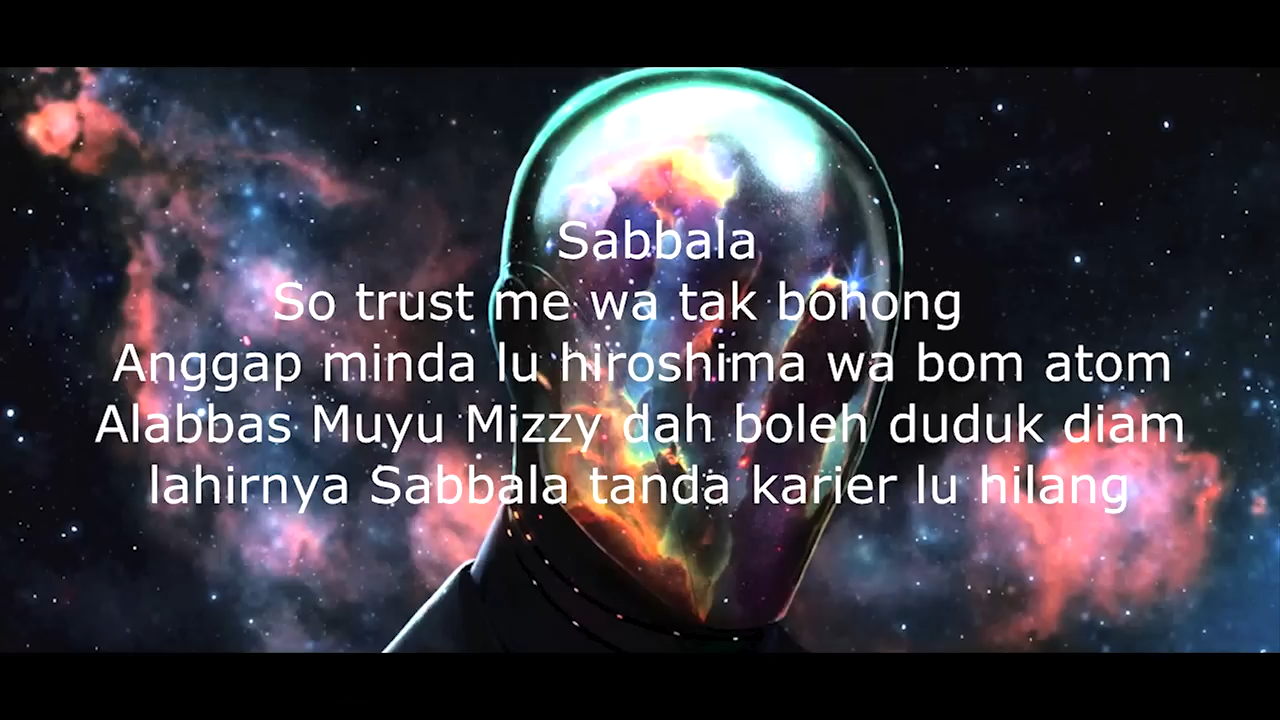 Sabbala
So trust me wa tak bohong
Anggap minda lu hiroshima wa bom atom
Alabbas Muyu Mizzy dah boleh duduk diam
lahirnya Sabbala tanda karier lu hilang